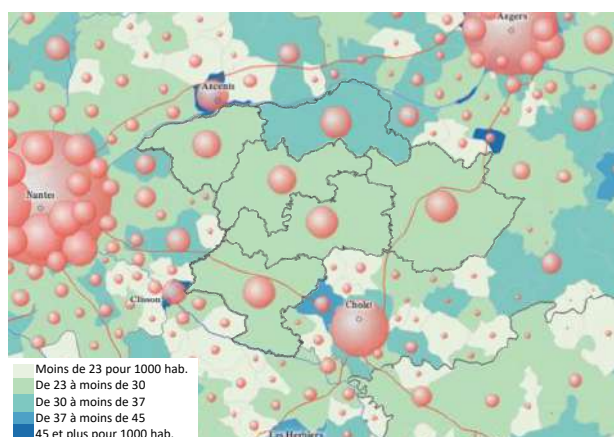 Angers
Ancenis
Nantes
Clisson
Cholet
Les Herbiers
Moins de 23 pour 1000 hab.
De 23 à moins de 30
De 30 à moins de 37
De 37 à moins de 45
45 et plus pour 1000 hab.